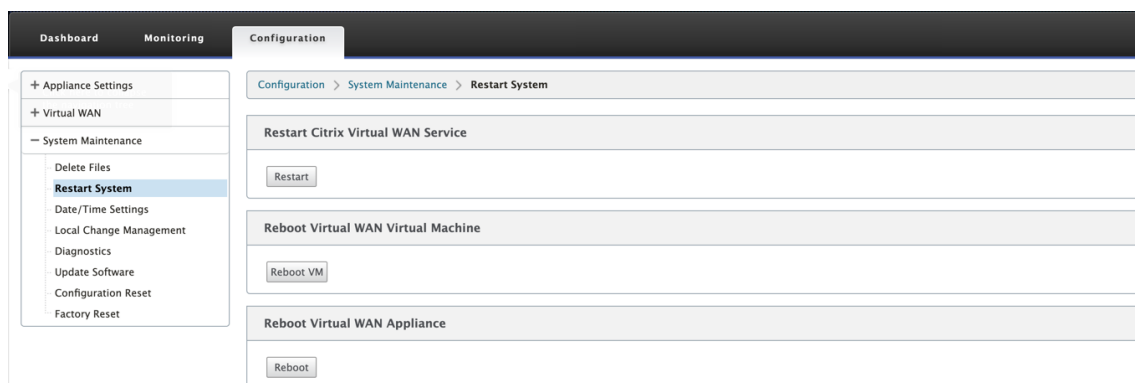 Dashboard Monitoring Configuration
+ Appliance Settings
+ Virtual WAN
− System Maintenance
Delete Files
Restart System
Date/Time Settings
Local Change Management
Diagnostics
Update Software
Configuration Reset
Factory Reset
Configuration > System Maintenance > Restart System
Restart Citrix Virtual WAN Service
Restart
Reboot Virtual WAN Virtual Machine
Reboot VM
Reboot Virtual WAN Appliance
Reboot